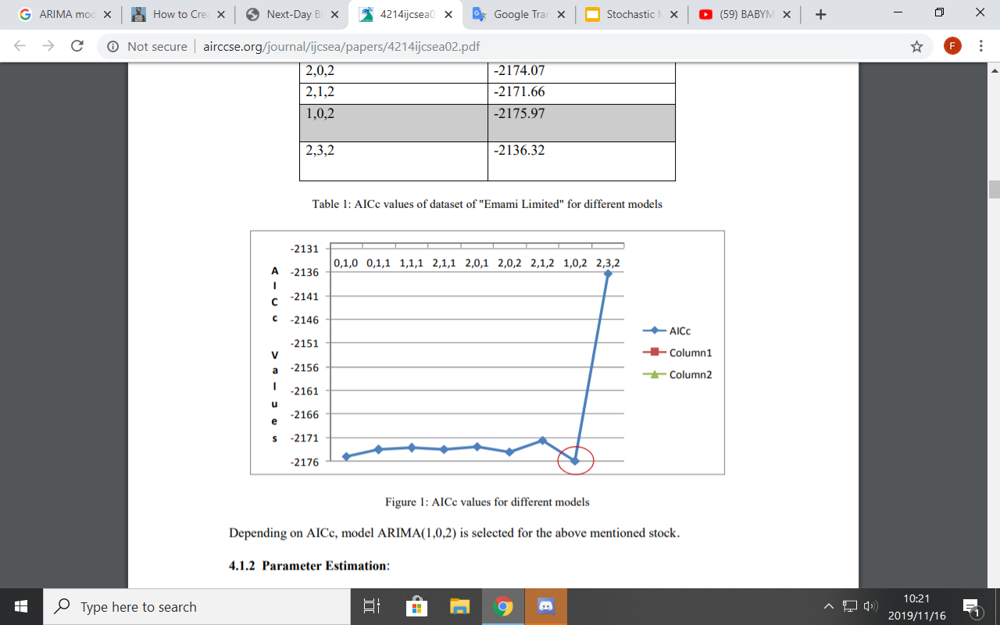 ARIMA mod
How to Cre
Next-Day B
4214ijcsea0
Google Tran
Stochastic M
(59) BABYM
Not secure
airccse.org/journal/ijcsea/papers/4214ijcsea02.pdf
F
2,0,2 -2174.07
2,1,2 -2171.66
1,0,2 -2175.97
2,3,2 -2136.32
Table 1: AICc values of dataset of "Emami Limited" for different models
AICc Values
-2131
0,1,0 0,1,1 1,1,1 2,1,1 2,0,1 2,0,2 2,1,2 1,0,2 2,3,2
-2136
-2141
-2146
-2151
-2156
-2161
-2166
-2171
-2176
AICc
Column1
Column2
Figure 1: AICc values for different models
Depending on AICc, model ARIMA(1,0,2) is selected for the above mentioned stock.
4.1.2 Parameter Estimation:
Type here to search
10:21
2019/11/16
1